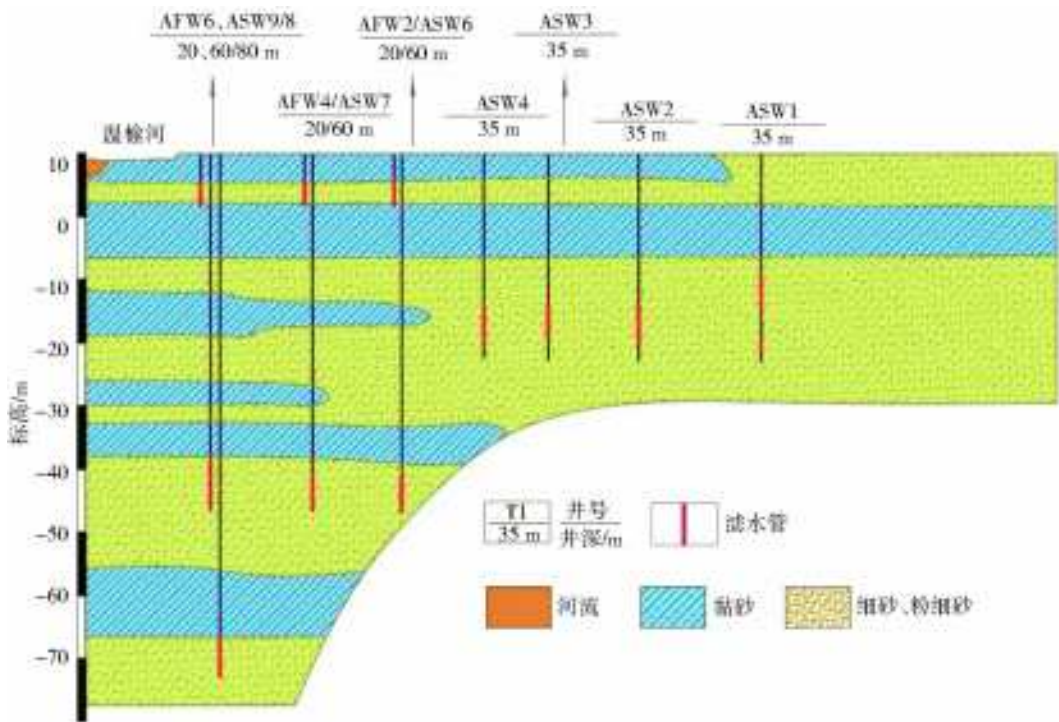 AFW6、ASW9/8
20、60/80 m
AFW2/ASW6
20/60 m
ASW3
35 m
AFW4/ASW7
20/60 m
ASW4
35 m
ASW2
35 m
ASW1
35 m
温榆河
10
0
-10
-20
-30
-40
-50
-60
-70
标高/m
T1
35 m
井号
井深/m
滤水管
河流
黏砂
细砂、粉细砂